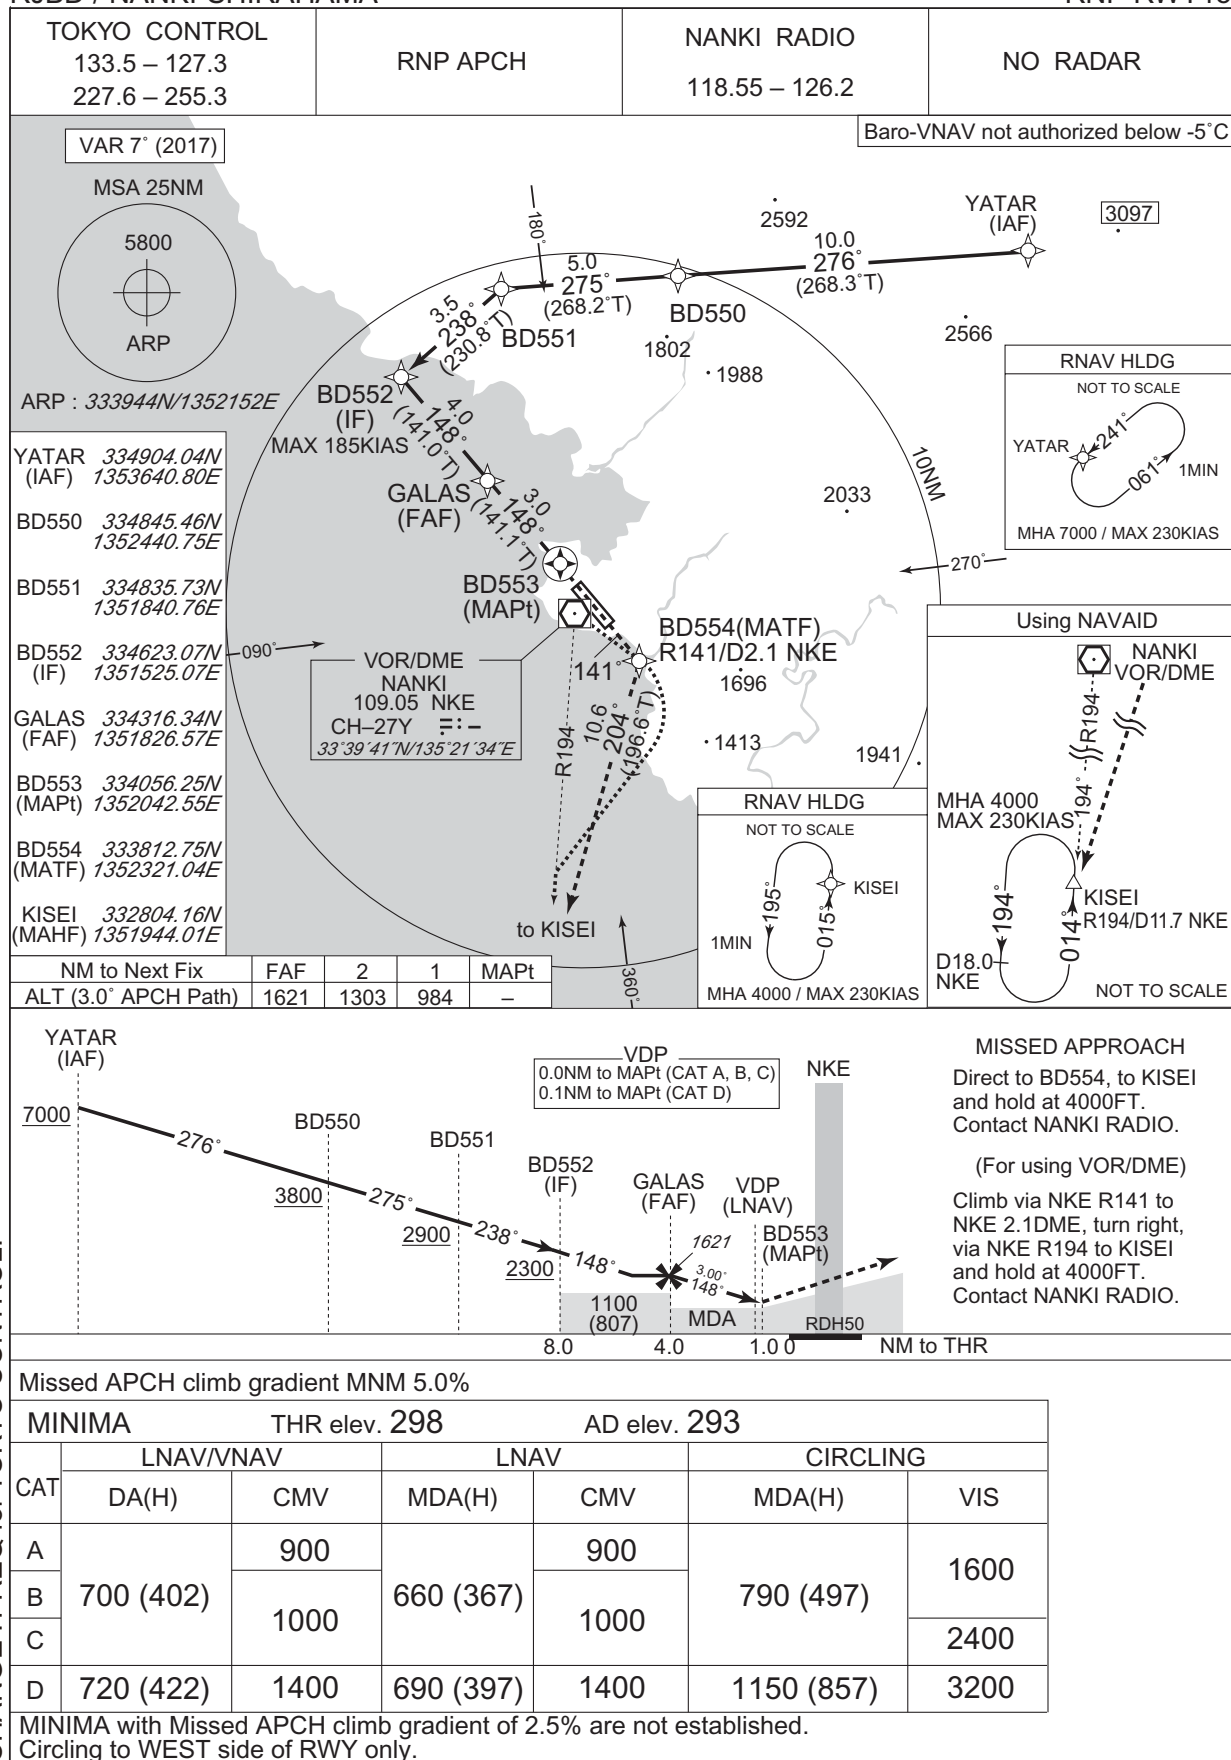 TOKYO CONTROL
133.5 – 127.3
227.6 – 255.3
RNP APCH
NANKI RADIO
118.55 – 126.2
NO RADAR
Baro-VNAV not authorized below -5˚C
VAR 7˚ (2017)
MSA 25NM
5800
ARP
ARP : 333944N/1352152E
180˚
2592
YATAR
(IAF)
3097
10.0
276˚
(268.3˚T)
5.0
275˚
(268.2˚T)
BD550
BD551
3.5
238˚
(230.8˚T)
1802
1988
2566
BD552
(IF)
MAX 185KIAS
4.0
148˚
(141.0˚T)
GALAS
(FAF)
3.0
148˚
(141.1˚T)
10NM
2033
270˚
BD553
(MAPt)
BD554(MATF)
R141/D2.1 NKE
141˚
1696
1413
1941
090˚
VOR/DME
NANKI
109.05 NKE
CH–27Y
33˚39´41˝N/135˚21´34˝E
R194
10.6
204˚
(196.6˚T)
to KISEI
360˚
RNAV HLDG
NOT TO SCALE
YATAR
241˚
061˚
1MIN
MHA 7000 / MAX 230KIAS
Using NAVAID
NANKI
VOR/DME
R194
194˚
MHA 4000
MAX 230KIAS
194˚
014˚
KISEI
R194/D11.7 NKE
D18.0
NKE
NOT TO SCALE
RNAV HLDG
NOT TO SCALE
195˚
015˚
KISEI
1MIN
MHA 4000 / MAX 230KIAS
YATAR 334904.04N
(IAF) 1353640.80E
BD550 334845.46N
1352440.75E
BD551 334835.73N
1351840.76E
BD552 334623.07N
(IF) 1351525.07E
GALAS 334316.34N
(FAF) 1351826.57E
BD553 334056.25N
(MAPt) 1352042.55E
BD554 333812.75N
(MATF) 1352321.04E
KISEI 332804.16N
(MAHF) 1351944.01E
NM to Next Fix FAF 2 1 MAPt
ALT (3.0˚ APCH Path) 1621 1303 984 –
YATAR
(IAF)
7000
276˚
BD550
3800
275˚
BD551
2900
238˚
BD552
(IF)
2300
148˚
GALAS
(FAF)
1621
3.00˚
148˚
VDP
0.0NM to MAPt (CAT A, B, C)
0.1NM to MAPt (CAT D)
VDP
(LNAV)
BD553
(MAPt)
NKE
1100
(807)
MDA
RDH50
8.0 4.0 1.0 0 NM to THR
MISSED APPROACH
Direct to BD554, to KISEI
and hold at 4000FT.
Contact NANKI RADIO.
(For using VOR/DME)
Climb via NKE R141 to
NKE 2.1DME, turn right,
via NKE R194 to KISEI
and hold at 4000FT.
Contact NANKI RADIO.
Missed APCH climb gradient MNM 5.0%
MINIMA THR elev. 298 AD elev. 293
CAT LNAV/VNAV LNAV CIRCLING
DA(H) CMV MDA(H) CMV MDA(H) VIS
A 900 900
B 700 (402) 1000 660 (367) 1000 790 (497) 1600
C 2400
D 720 (422) 1400 690 (397) 1400 1150 (857) 3200
MINIMA with Missed APCH climb gradient of 2.5% are not established.
Circling to WEST side of RWY only.